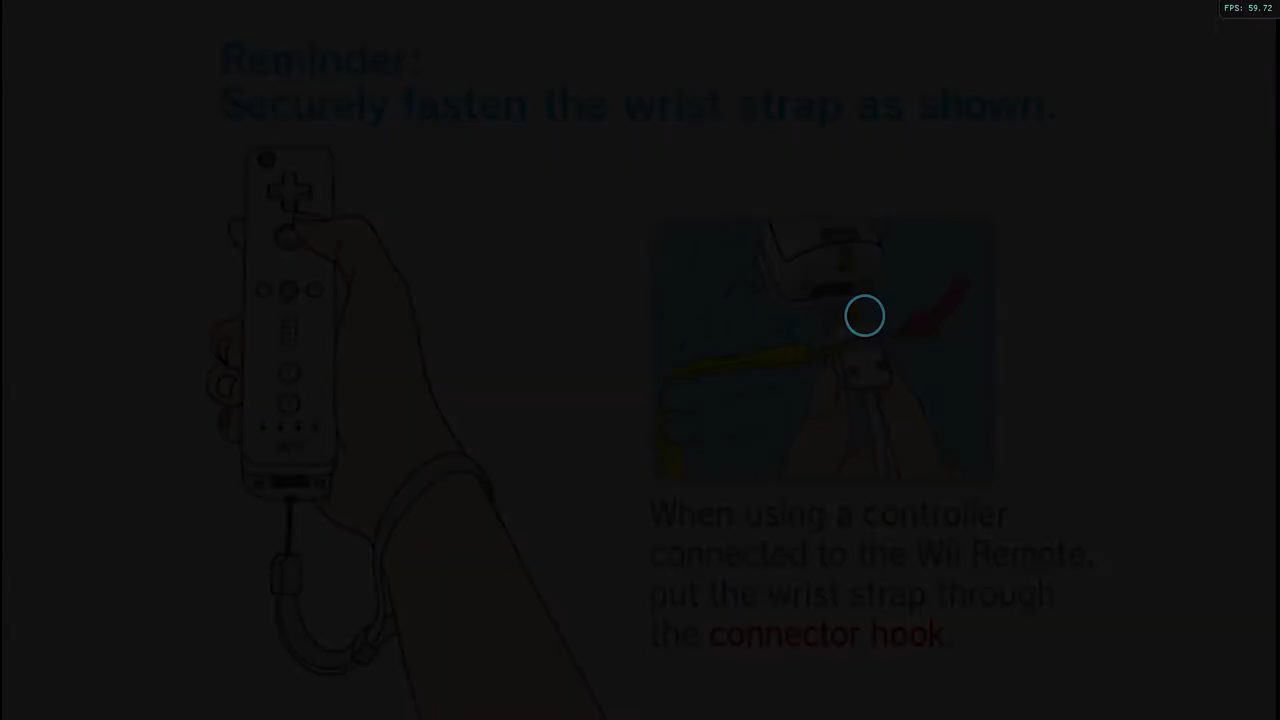 FPS: 59.72
Reminder:
Securely fasten the wrist strap as shown.
When using a controller
connected to the Wii Remote,
put the wrist strap through
the connector hook.